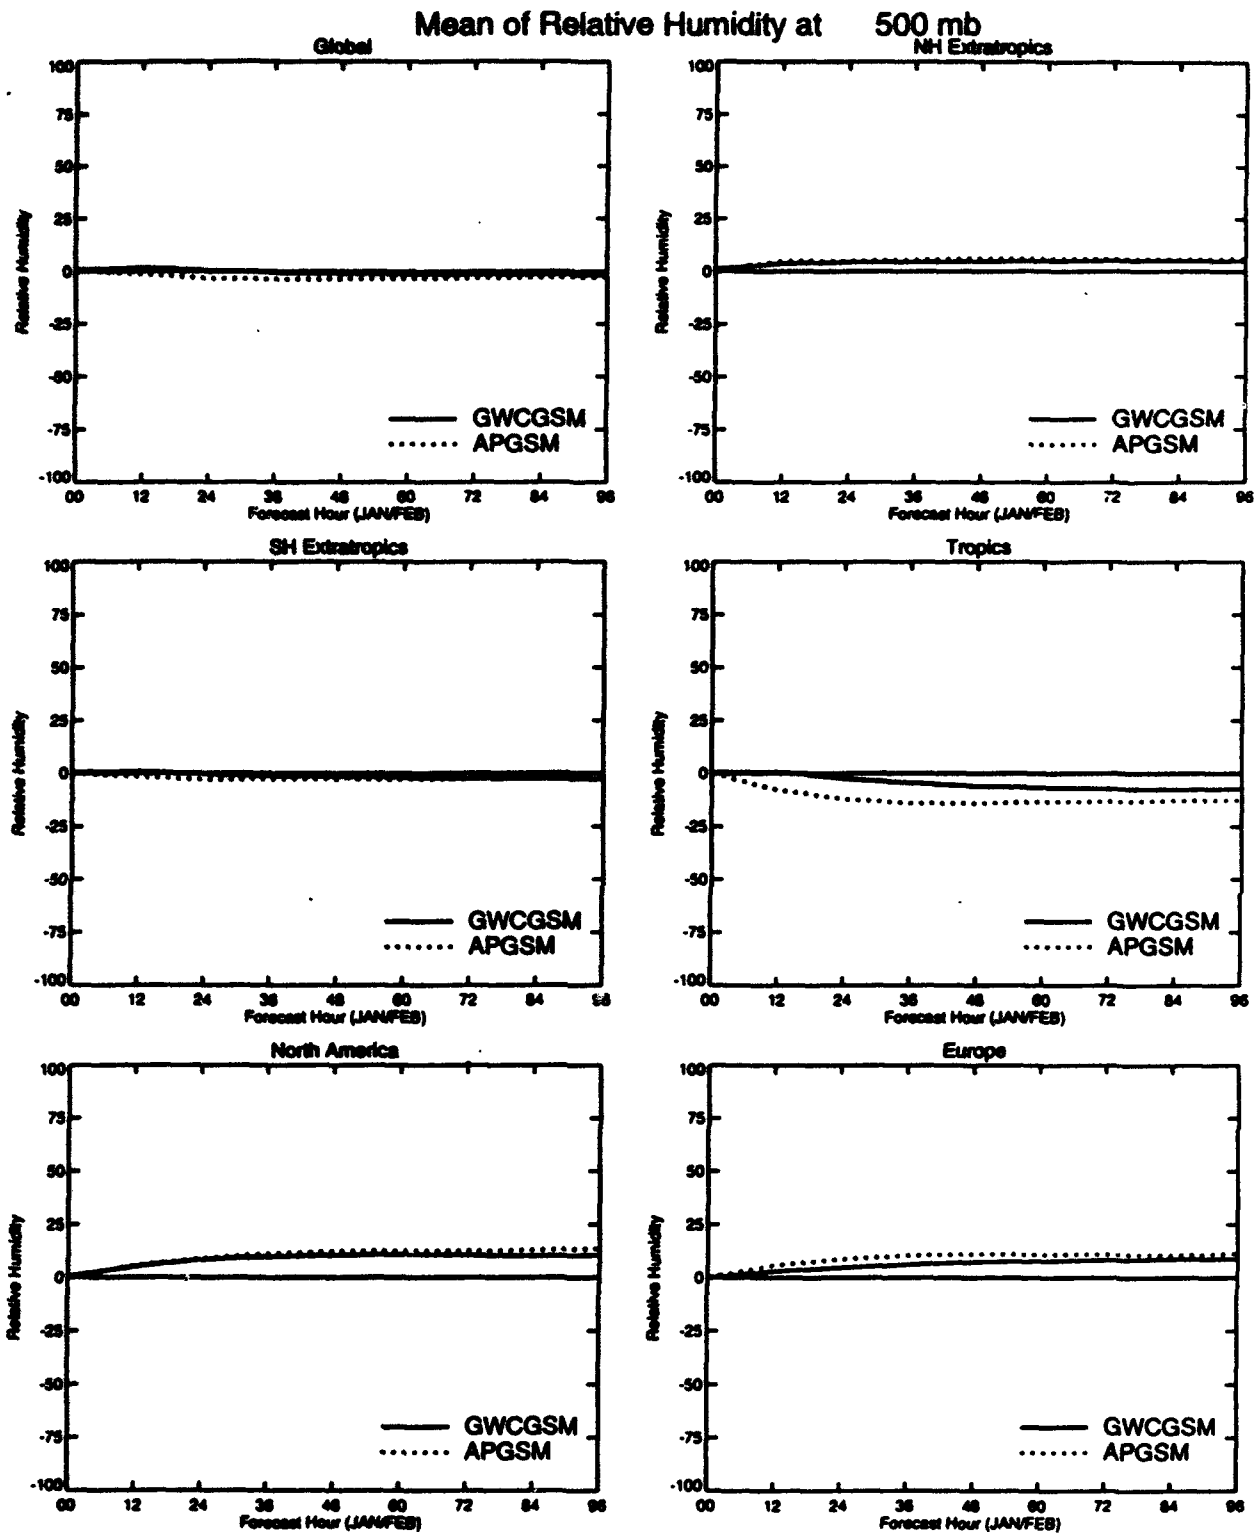 Mean of Relative Humidity at 500 mb
Global
100
75
50
25
0
-25
-50
-75
-100
Relative Humidity
GWCGSM
APGSM
00 12 24 36 48 60 72 84 96
Forecast Hour (JAN/FEB)
NH Extratropics
100
75
50
25
0
-25
-50
-75
-100
Relative Humidity
GWCGSM
APGSM
00 12 24 36 48 60 72 84 96
Forecast Hour (JAN/FEB)
SH Extratropics
100
75
50
25
0
-25
-50
-75
-100
Relative Humidity
GWCGSM
APGSM
00 12 24 36 48 60 72 84 96
Forecast Hour (JAN/FEB)
Tropics
100
75
50
25
0
-25
-50
-75
-100
Relative Humidity
GWCGSM
APGSM
00 12 24 36 48 60 72 84 96
Forecast Hour (JAN/FEB)
North America
100
75
50
25
0
-25
-50
-75
-100
Relative Humidity
GWCGSM
APGSM
00 12 24 36 48 60 72 84 96
Forecast Hour (JAN/FEB)
Europe
100
75
50
25
0
-25
-50
-75
-100
Relative Humidity
GWCGSM
APGSM
00 12 24 36 48 60 72 84 96
Forecast Hour (JAN/FEB)